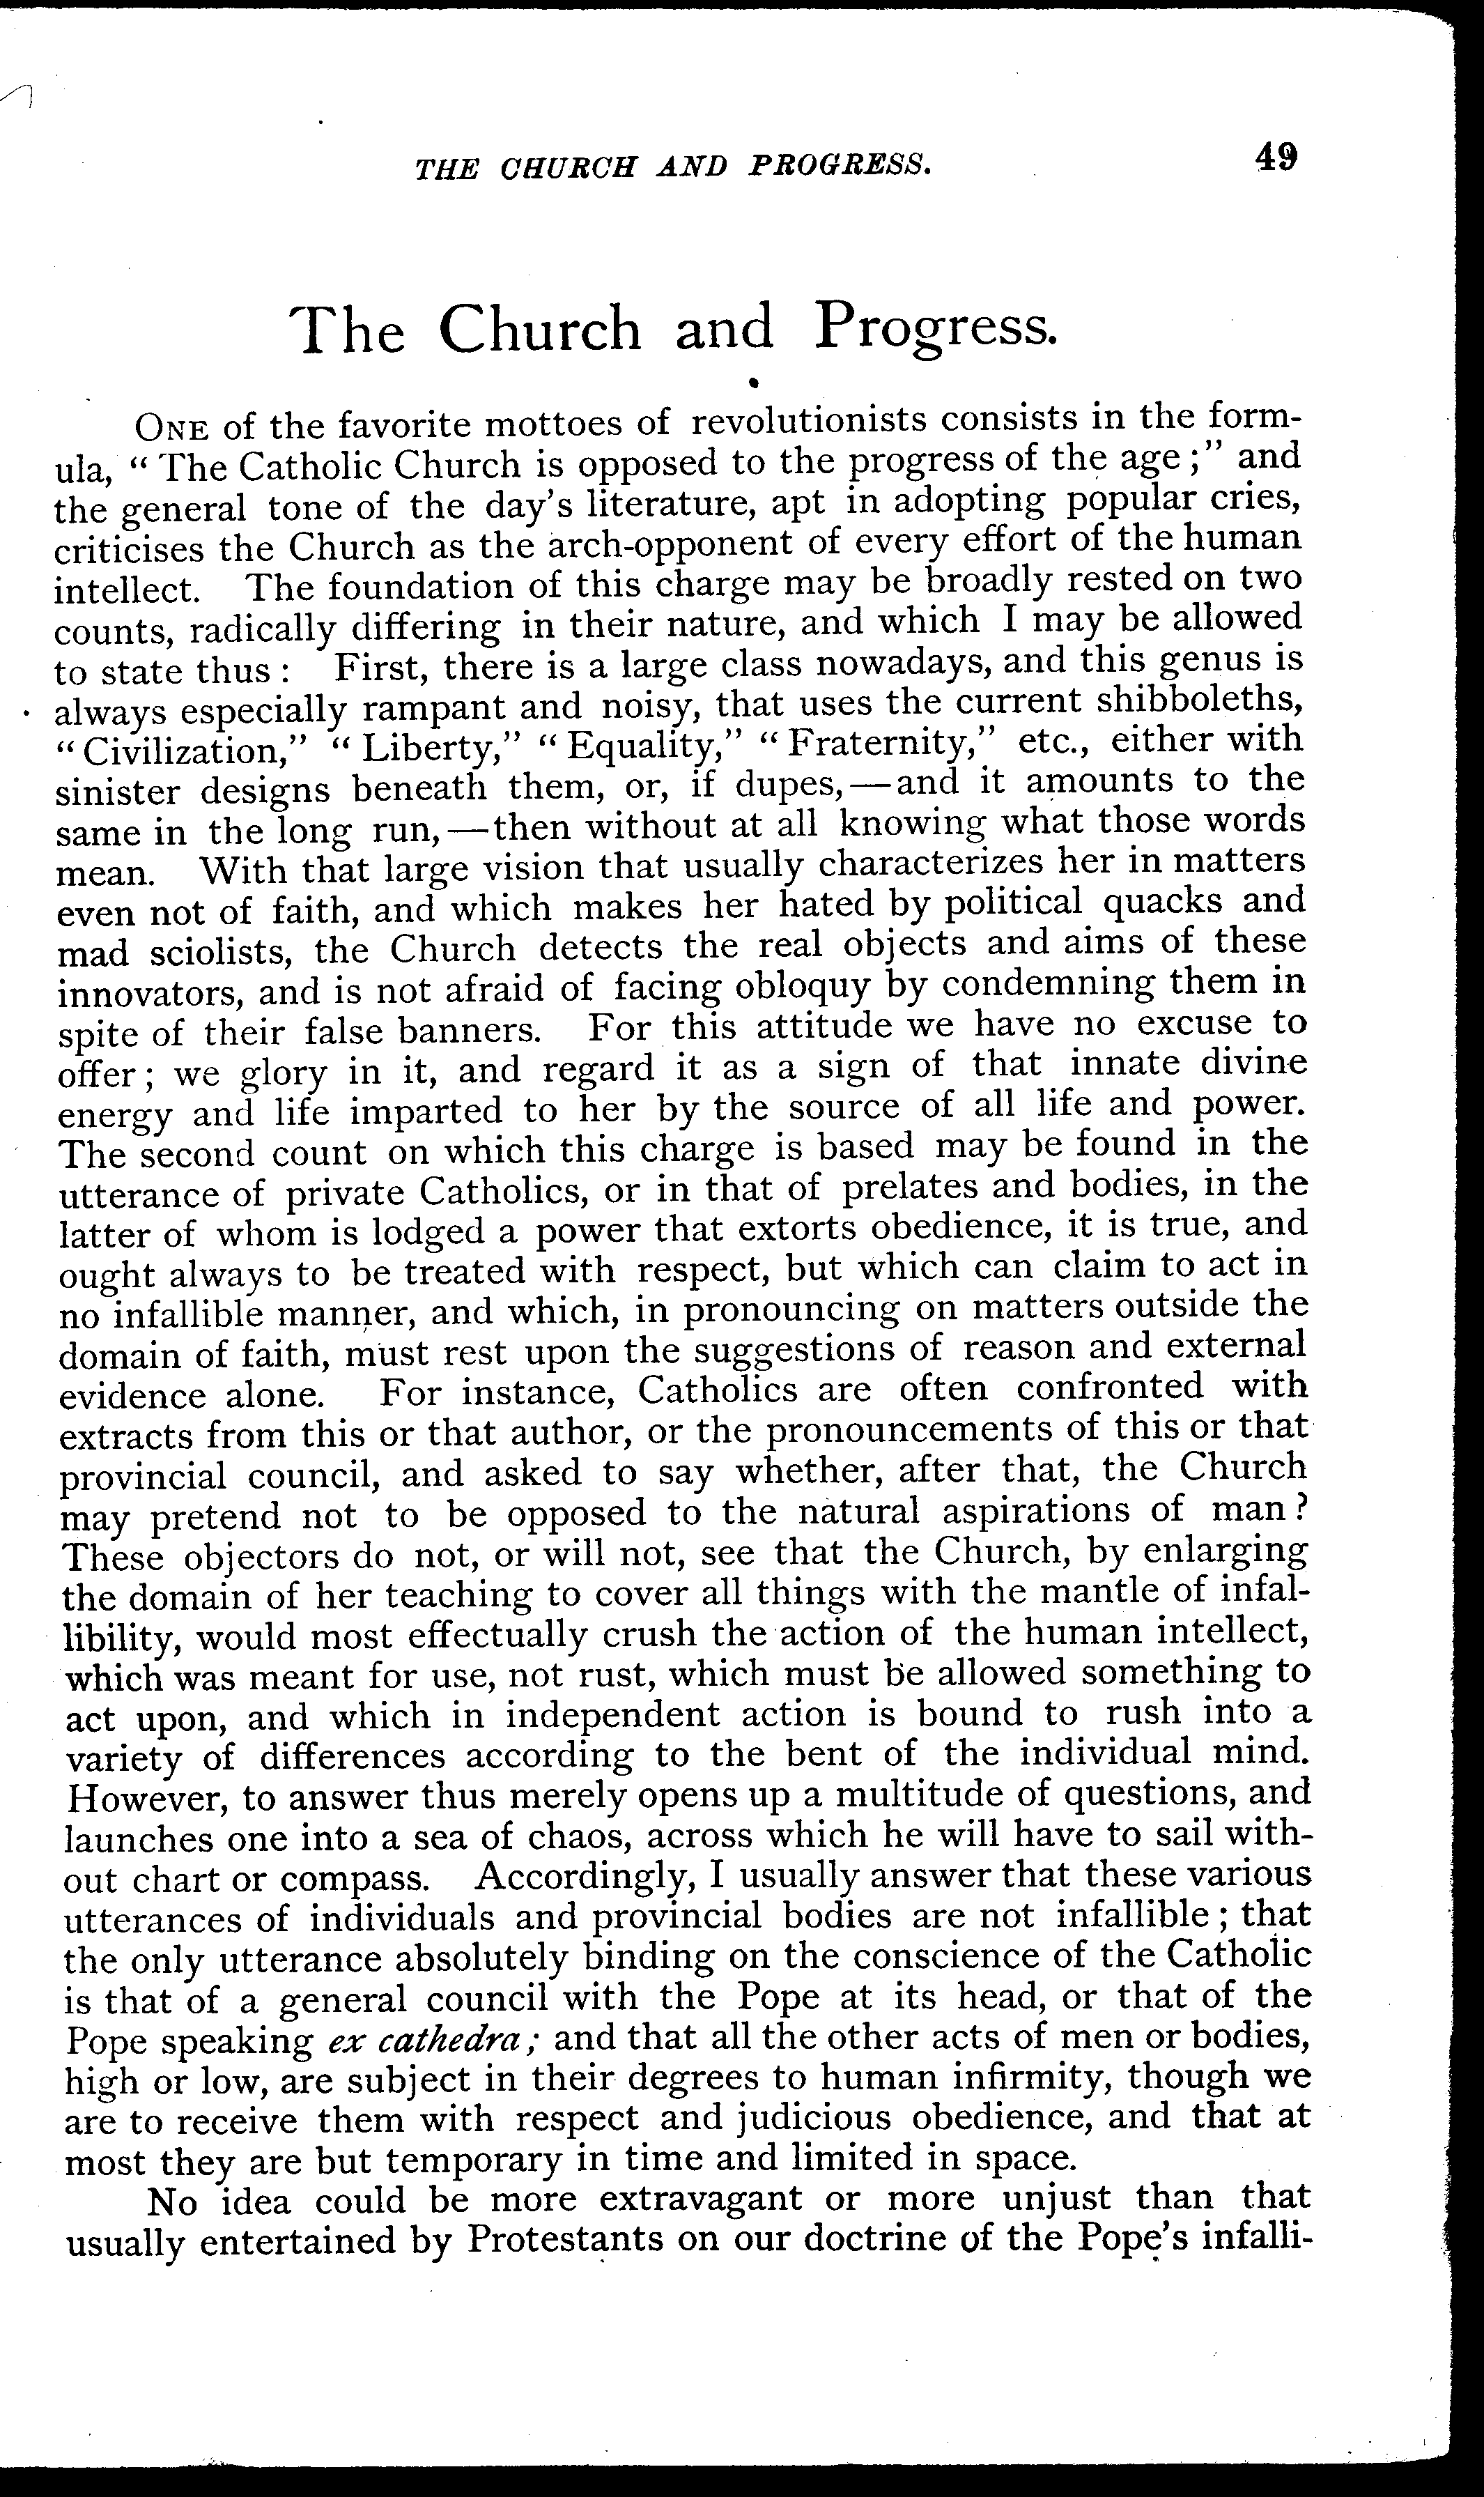 THE CHURCH AND PROGRESS. 49
The Church and Progress.
ONE of the favorite mottoes of revolutionists consists in the form-
ula, “ The Catholic Church is opposed to the progress of the age ;” and
the general tone of the day’s literature, apt in adopting popular cries,
criticises the Church as the arch-opponent of every effort of the human
intellect. The foundation of this charge may be broadly rested on two
counts, radically differing in their nature, and which I may be allowed
to state thus : First, there is a large class nowadays, and this genus is
always especially rampant and noisy, that uses the current shibboleths,
“ Civilization,” “ Liberty,” “ Equality,” “ Fraternity,” etc., either with
sinister designs beneath them, or, if dupes,—and it amounts to the
same in the long run,—then without at all knowing what those words
mean. With that large vision that usually characterizes her in matters
even not of faith, and which makes her hated by political quacks and
mad sciolists, the Church detects the real objects and aims of these
innovators, and is not afraid of facing obloquy by condemning them in
spite of their false banners. For this attitude we have no excuse to
offer ; we glory in it, and regard it as a sign of that innate divine
energy and life imparted to her by the source of all life and power.
The second count on which this charge is based may be found in the
utterance of private Catholics, or in that of prelates and bodies, in the
latter of whom is lodged a power that extorts obedience, it is true, and
ought always to be treated with respect, but which can claim to act in
no infallible manner, and which, in pronouncing on matters outside the
domain of faith, must rest upon the suggestions of reason and external
evidence alone. For instance, Catholics are often confronted with
extracts from this or that author, or the pronouncements of this or that
provincial council, and asked to say whether, after that, the Church
may pretend not to be opposed to the natural aspirations of man ?
These objectors do not, or will not, see that the Church, by enlarging
the domain of her teaching to cover all things with the mantle of infal-
libility, would most effectually crush the action of the human intellect,
which was meant for use, not rust, which must be allowed something to
act upon, and which in independent action is bound to rush into a
variety of differences according to the bent of the individual mind.
However, to answer thus merely opens up a multitude of questions, and
launches one into a sea of chaos, across which he will have to sail with-
out chart or compass. Accordingly, I usually answer that these various
utterances of individuals and provincial bodies are not infallible ; that
the only utterance absolutely binding on the conscience of the Catholic
is that of a general council with the Pope at its head, or that of the
Pope speaking ex cathedra ; and that all the other acts of men or bodies,
high or low, are subject in their degrees to human infirmity, though we
are to receive them with respect and judicious obedience, and that at
most they are but temporary in time and limited in space.
No idea could be more extravagant or more unjust than that
usually entertained by Protestants on our doctrine of the Pope’s infalli-